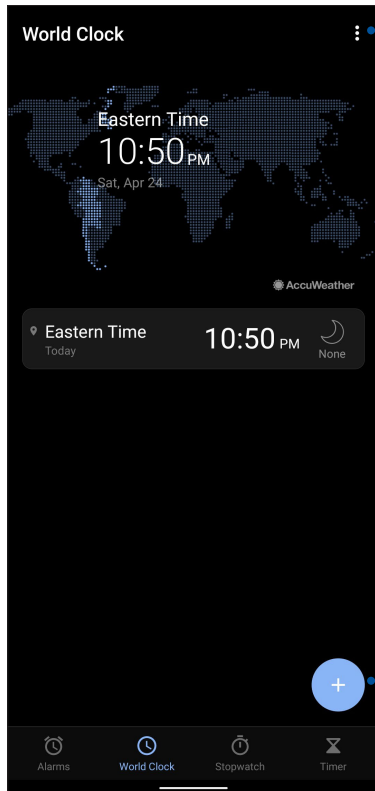 World Clock
Eastern Time
10:50 PM
Sat, Apr 24
AccuWeather
Eastern Time
Today
10:50 PM
None
Alarms
World Clock
Stopwatch
Timer